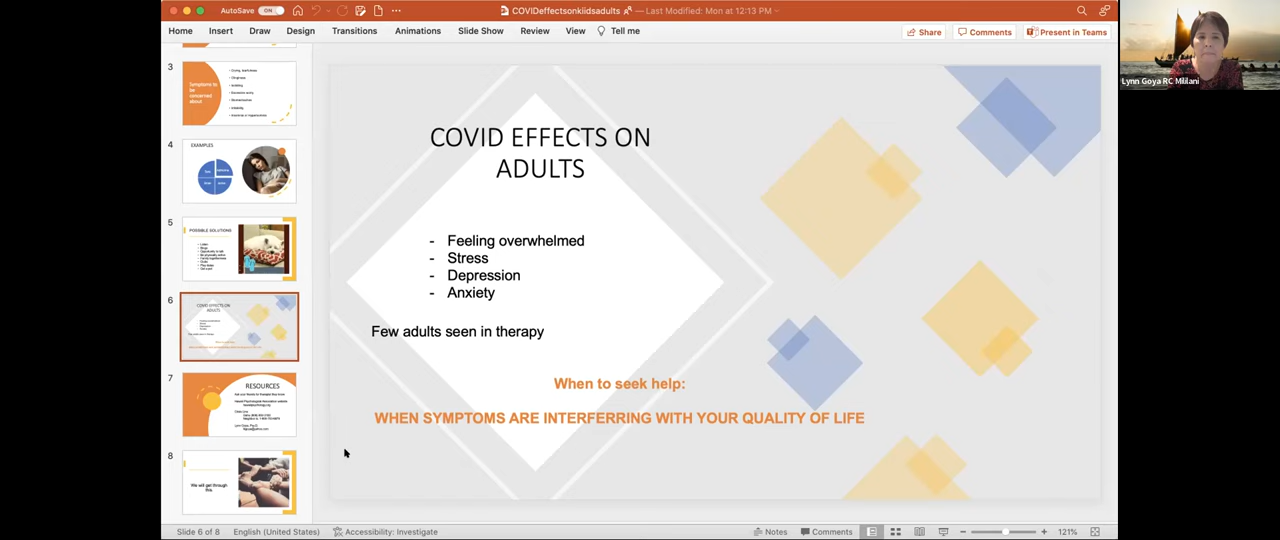 AutoSave ON
COVIDeffectsonkiidsadults — Last Modified: Mon at 12:13 PM
Home Insert Draw Design Transitions Animations Slide Show Review View Tell me
Share Comments Present in Teams
Lynn Goya RC Mililani
3
Symptoms to
be
concerned
about
4
EXAMPLES
5
POSSIBLE SOLUTIONS
6
COVID EFFECTS ON
ADULTS
7
RESOURCES
8
We will get through
this.
COVID EFFECTS ON
ADULTS
- Feeling overwhelmed
- Stress
- Depression
- Anxiety
Few adults seen in therapy
When to seek help:
WHEN SYMPTOMS ARE INTERFERRING WITH YOUR QUALITY OF LIFE
Slide 6 of 8 English (United States) Accessibility: Investigate
Notes Comments 121%